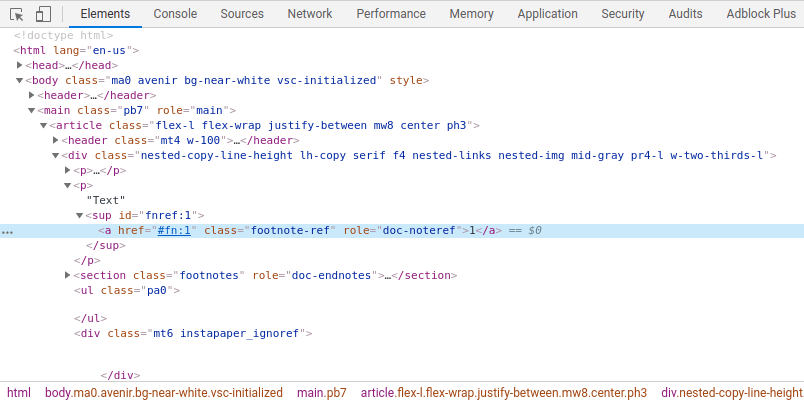 Elements Console Sources Network Performance Memory Application Security Audits Adblock Plus
<!doctype html>
<html lang="en-us">
<head>…</head>
<body class="ma0 avenir bg-near-white vsc-initialized" style>
<header>…</header>
<main class="pb7" role="main">
<article class="flex-l flex-wrap justify-between mw8 center ph3">
<header class="mt4 w-100">…</header>
<div class="nested-copy-line-height lh-copy serif f4 nested-links nested-img mid-gray pr4-l w-two-thirds-l">
<p>…</p>
<p>
"Text"
<sup id="fnref:1">
<a href="#fn:1" class="footnote-ref" role="doc-noteref">1</a> == $0
</sup>
</p>
<section class="footnotes" role="doc-endnotes">…</section>
<ul class="pa0">
</ul>
<div class="mt6 instapaper_ignoref">
</div>
html body.ma0.avenir.bg-near-white.vsc-initialized main.pb7 article.flex-l.flex-wrap.justify-between.mw8.center.ph3 div.nested-copy-line-height